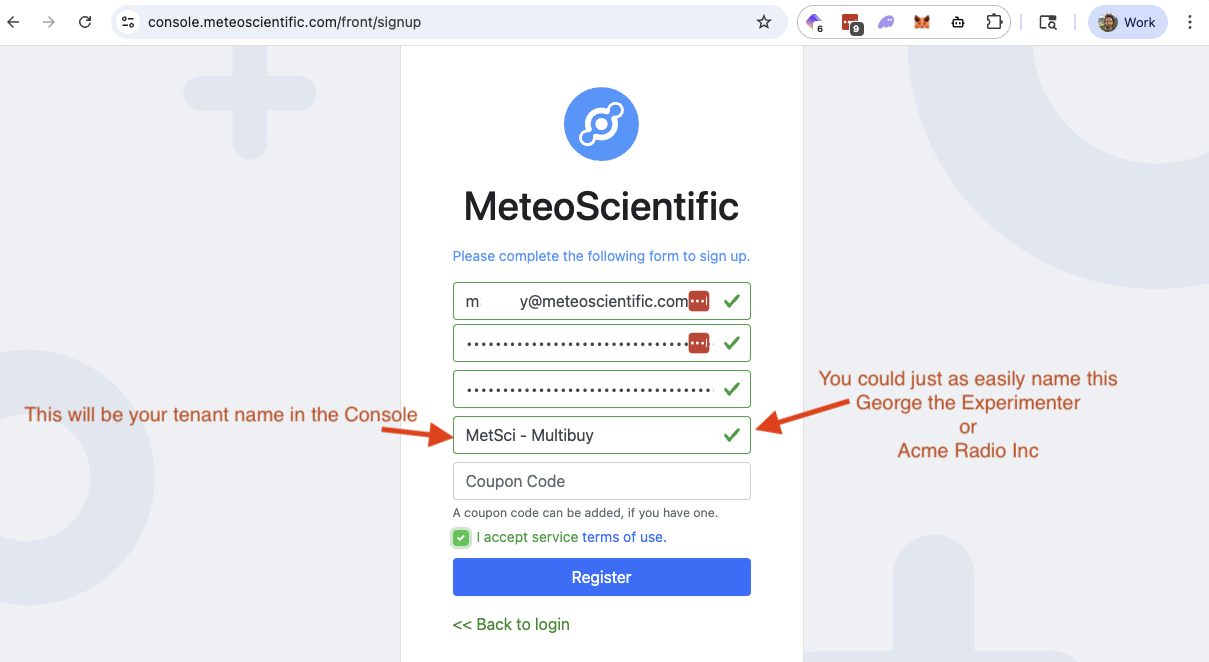 console.meteoscientific.com/front/signup
6
9
Work
MeteoScientific
Please complete the following form to sign up.
m y@meteoscientific.com
This will be your tenant name in the Console
MetSci - Multibuy
You could just as easily name this
George the Experimenter
or
Acme Radio Inc
Coupon Code
A coupon code can be added, if you have one.
I accept service terms of use.
Register
<< Back to login